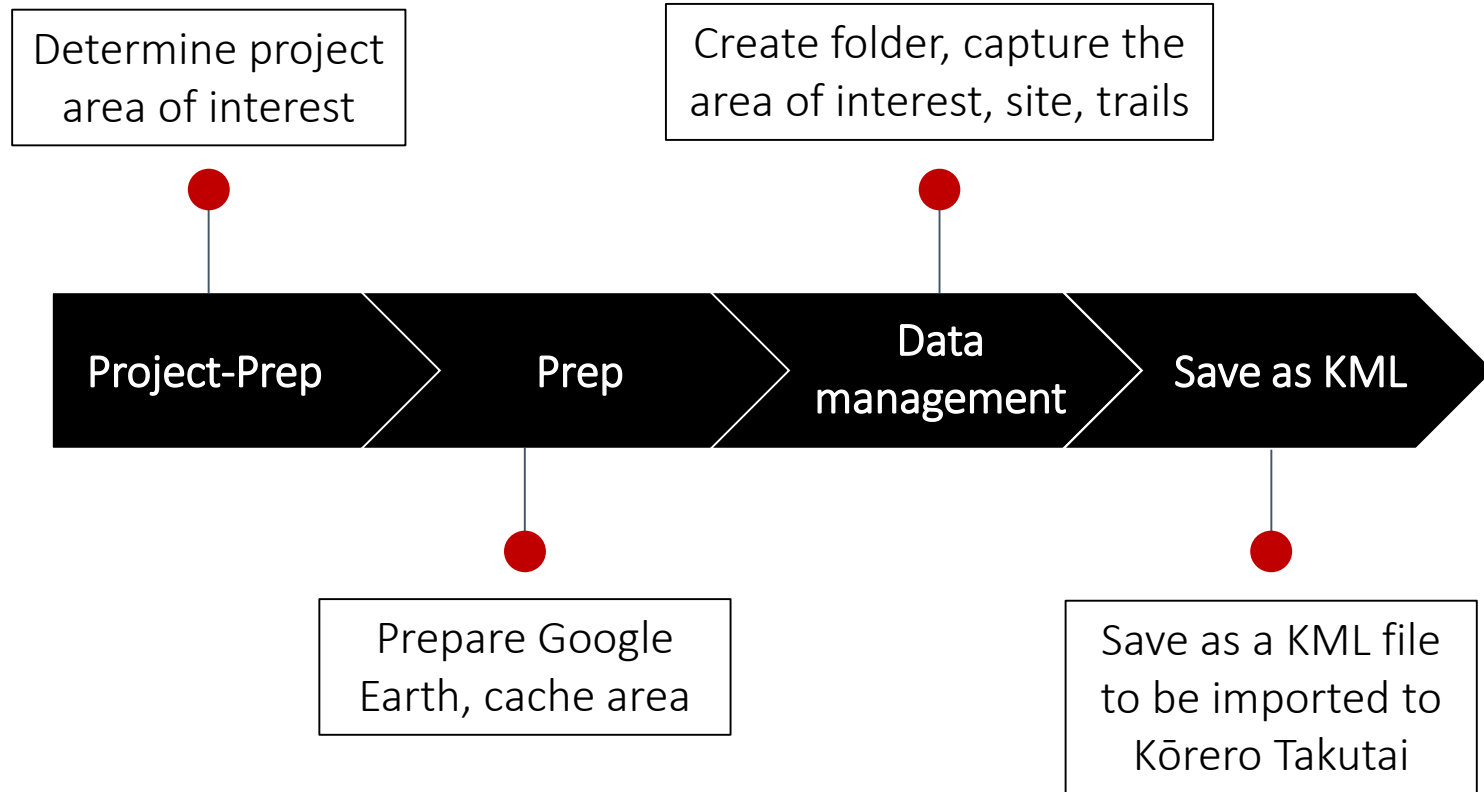 Determine project
area of interest
Create folder, capture the
area of interest, site, trails
Project-Prep
Prep
Data
management
Save as KML
Prepare Google
Earth, cache area
Save as a KML file
to be imported to
Kōrero Takutai